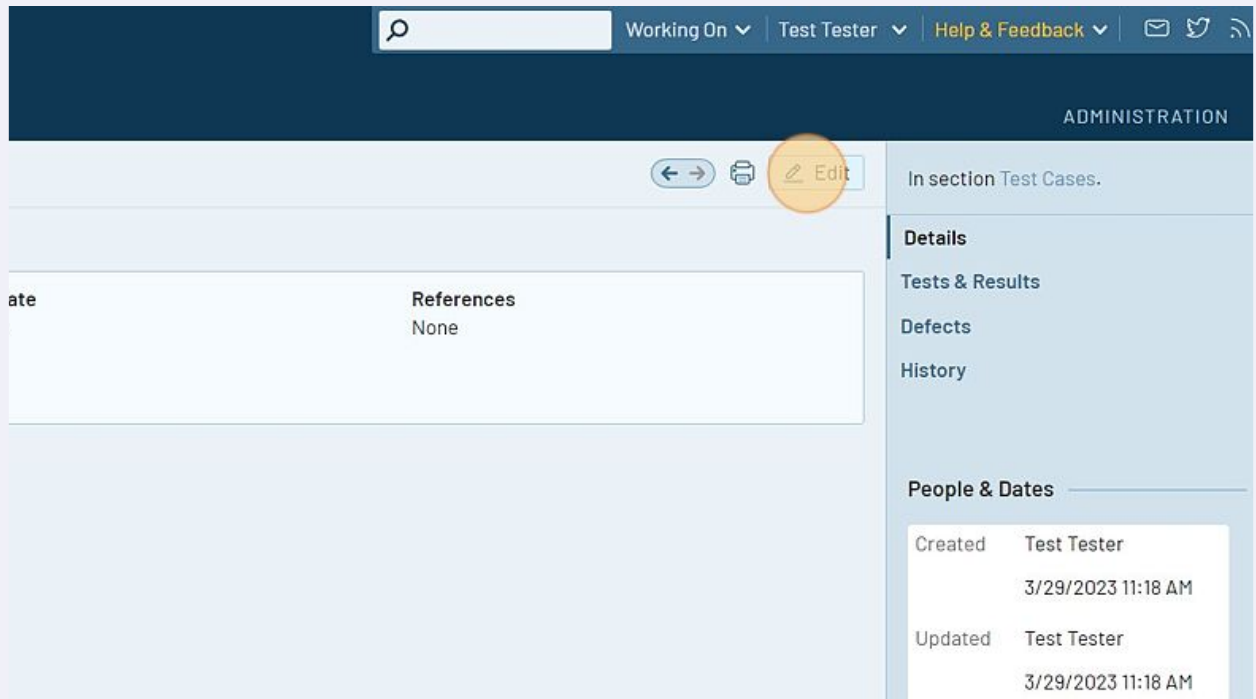 Working On Test Tester Help & Feedback
ADMINISTRATION
Edit
In section Test Cases.
Details
Tests & Results
ate References
None
Defects
History
People & Dates
Created Test Tester
3/29/2023 11:18 AM
Updated Test Tester
3/29/2023 11:18 AM